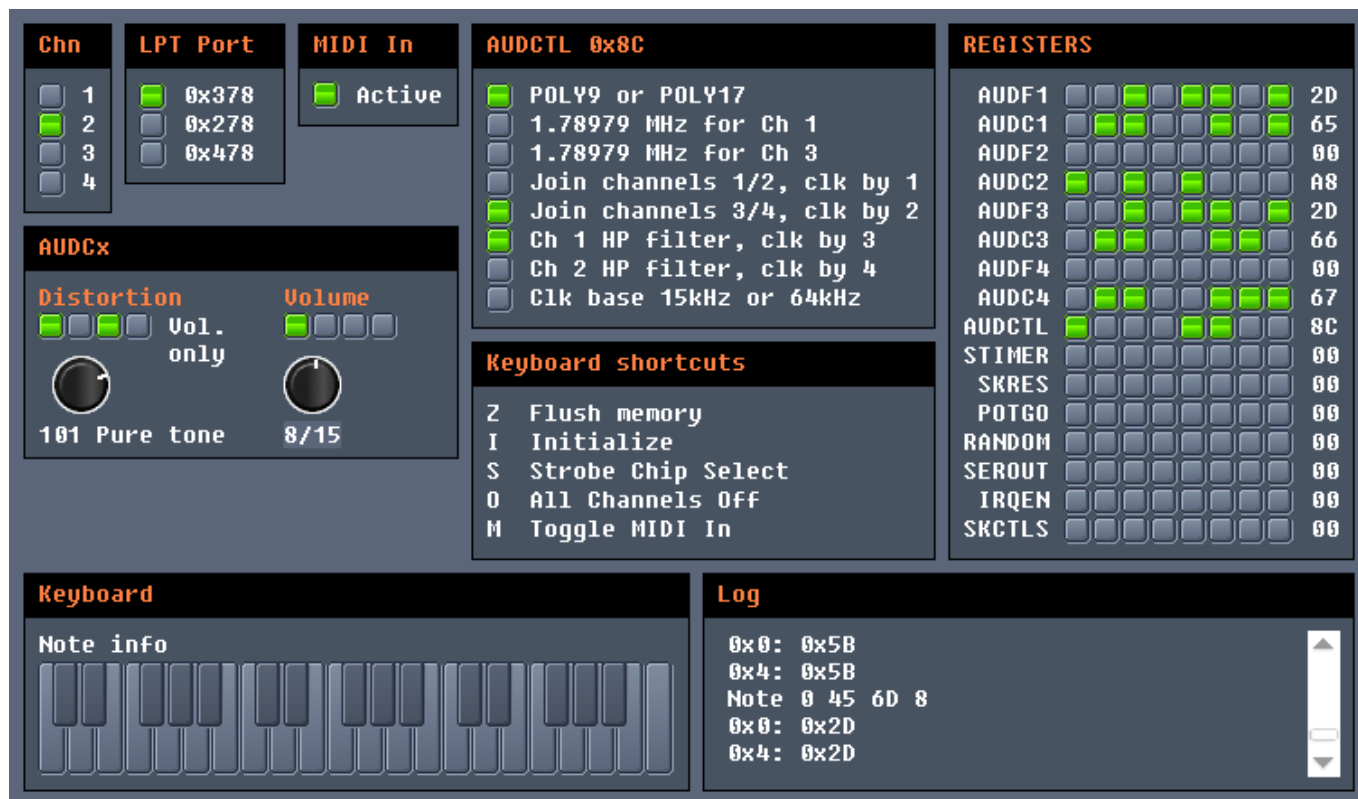 Chn
1
2
3
4
LPT Port
0x378
0x278
0x478
MIDI In
Active
AUDCx
Distortion
Volume
Vol.
only
101 Pure tone
8/15
AUDCTL 0x8C
POLY9 or POLY17
1.78979 MHz for Ch 1
1.78979 MHz for Ch 3
Join channels 1/2, clk by 1
Join channels 3/4, clk by 2
Ch 1 HP filter, clk by 3
Ch 2 HP filter, clk by 4
Clk base 15kHz or 64kHz
Keyboard shortcuts
Z Flush memory
I Initialize
S Strobe Chip Select
O All Channels Off
M Toggle MIDI In
REGISTERS
AUDF1 2D
AUDC1 65
AUDF2 00
AUDC2 A8
AUDF3 2D
AUDC3 66
AUDF4 00
AUDC4 67
AUDCTL 8C
STIMER 00
SKRES 00
POTGO 00
RANDOM 00
SEROUT 00
IRQEN 00
SKCTLS 00
Keyboard
Note info
Log
0x0: 0x5B
0x4: 0x5B
Note 0 45 6D 8
0x0: 0x2D
0x4: 0x2D